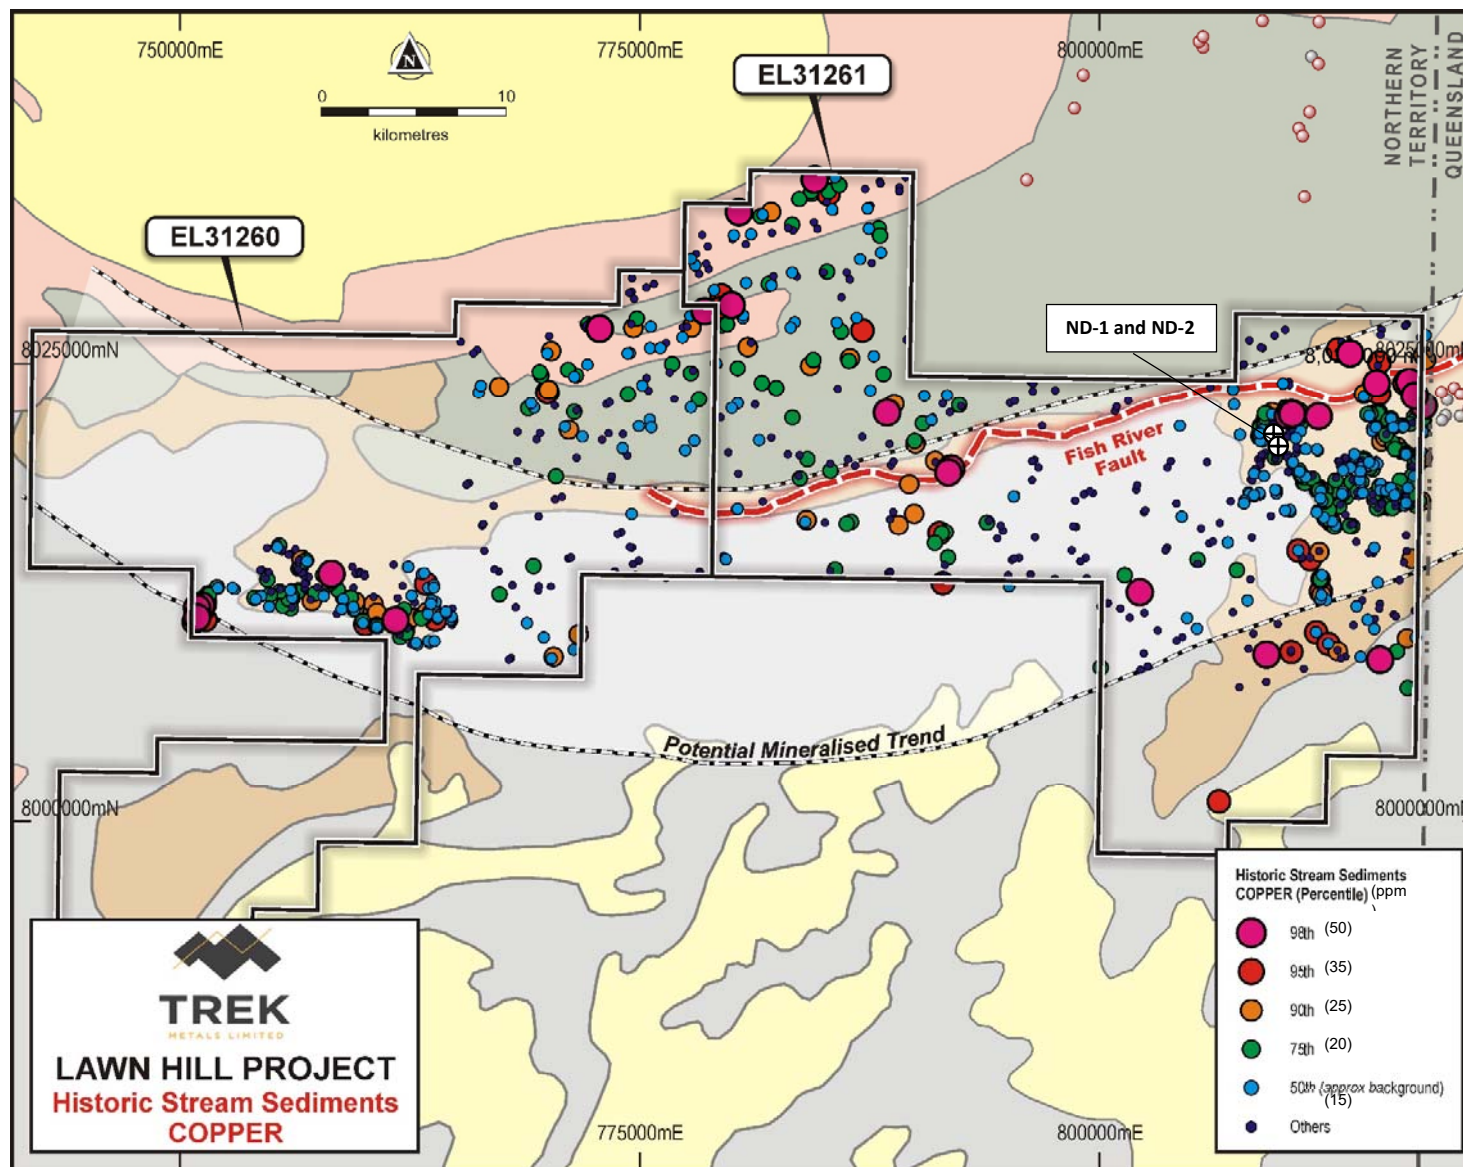 750000mE
775000mE
800000mE
N
0
10
kilometres
EL31261
NORTHERN
TERRITORY
QUEENSLAND
EL31260
ND-1 and ND-2
8025000mN
8025000mN
Fish River
Fault
Potential Mineralised Trend
8000000mN
8000000mN
TREK
METALS LIMITED
LAWN HILL PROJECT
Historic Stream Sediments
COPPER
775000mE
800000mE
Historic Stream Sediments
COPPER (Percentile) (ppm
)
98th (50)
95th (35)
90th (25)
75th (20)
50th (approx background)
(15)
Others